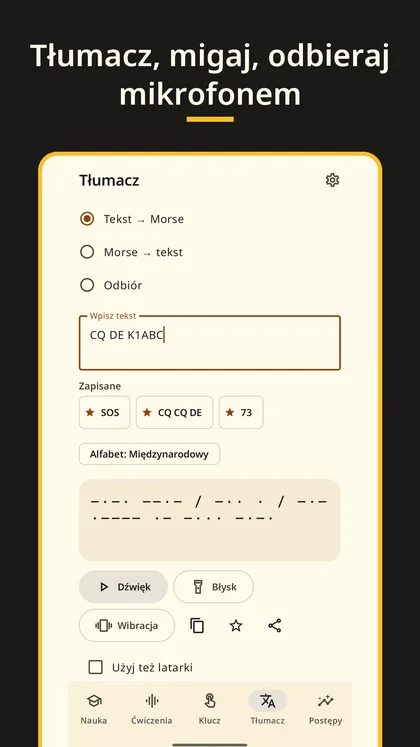 Tłumacz, migaj, odbieraj
mikrofonem
Tłumacz
Tekst → Morse
Morse → tekst
Odbiór
Wpisz tekst
CQ DE K1ABC
Zapisane
★ SOS
★ CQ CQ DE
★ 73
Alfabet: Międzynarodowy
−·−· −−·− / −·· · / −·−
·−−−− ·− −··· −·−·
Dźwięk
Błysk
Wibracja
Użyj też latarki
Nauka
Ćwiczenia
Klucz
Tłumacz
Postępy